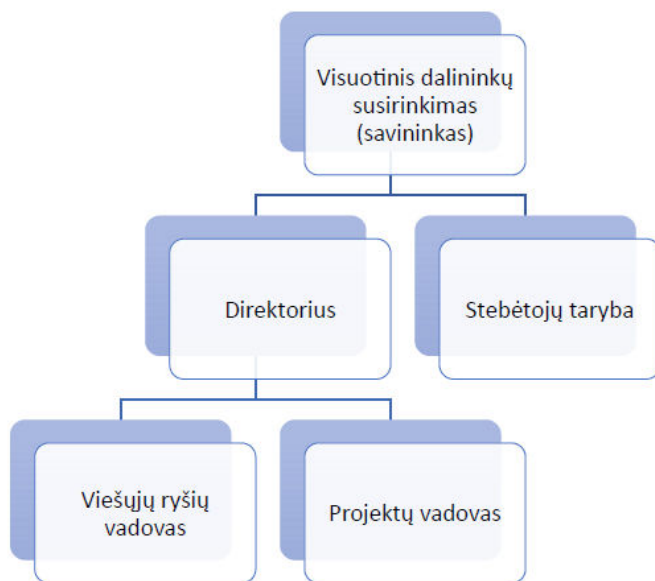 Visuotinis dalininkų
susirinkimas
(savininkas)
Direktorius
Stebėtojų taryba
Viešųjų ryšių
vadovas
Projektų vadovas